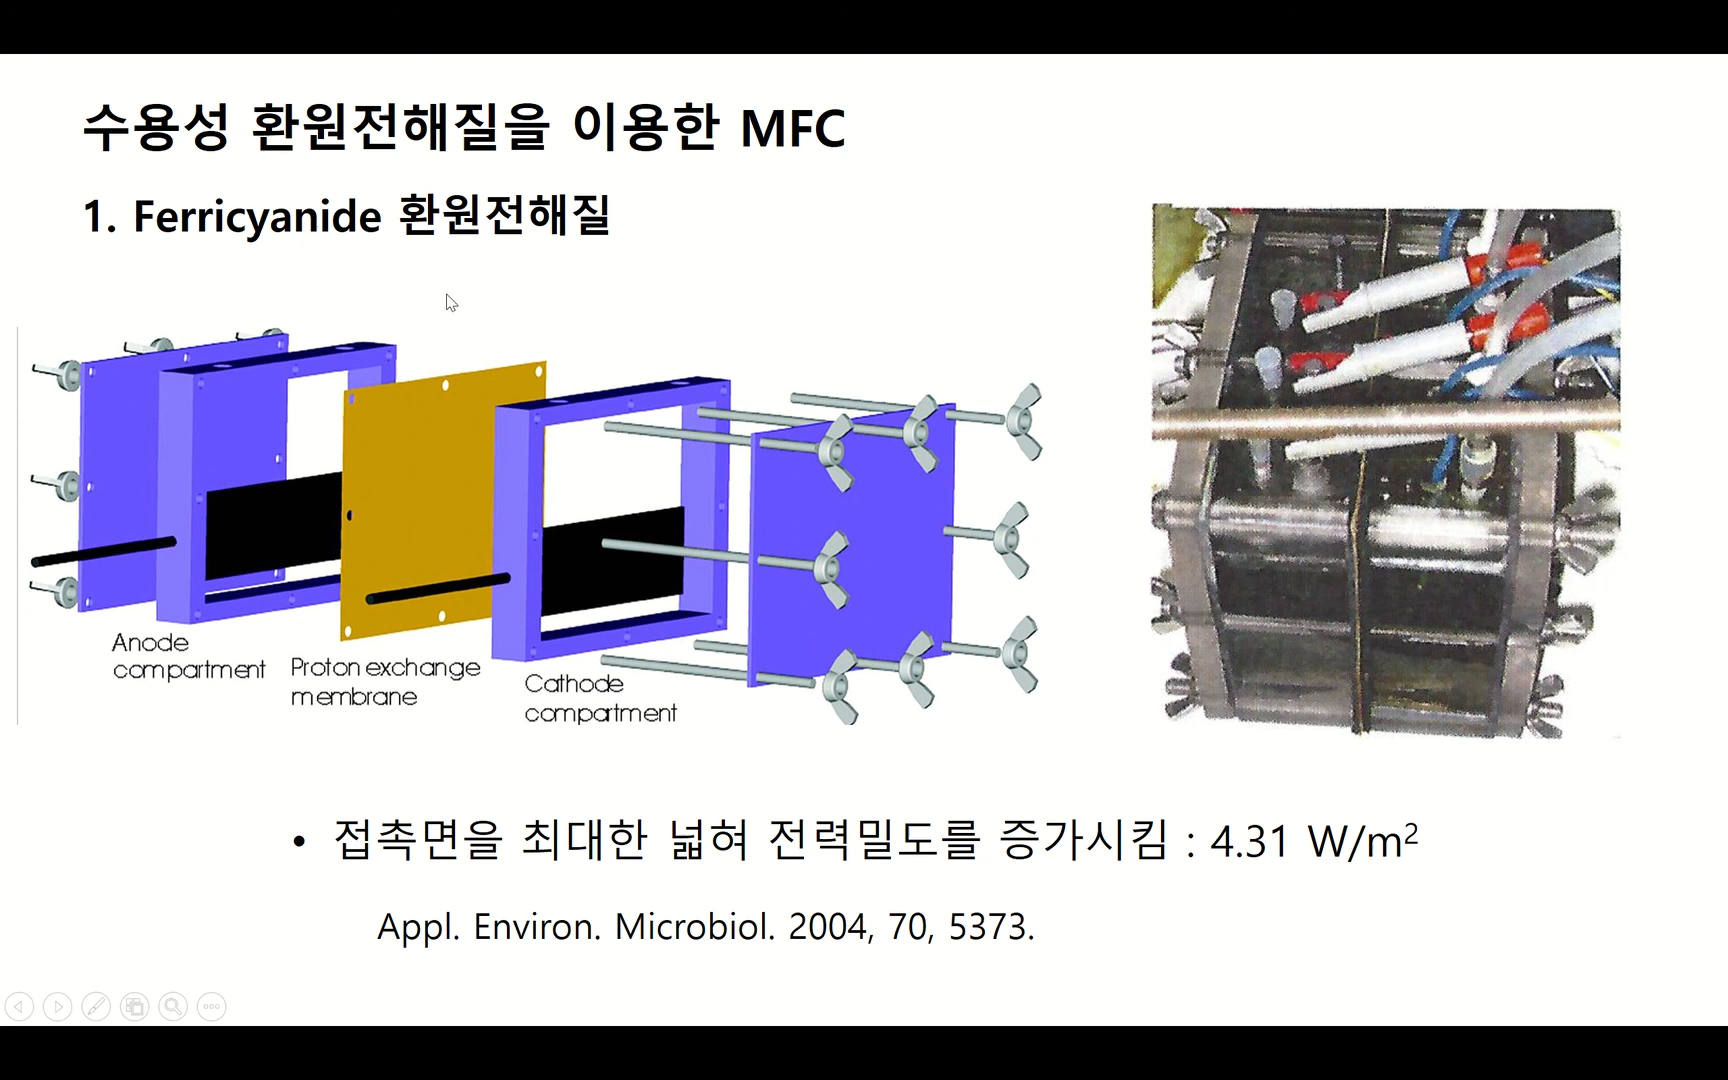 수용성 환원전해질을 이용한 MFC
1. Ferricyanide 환원전해질
Anode
compartment
Proton exchange
membrane
Cathode
compartment
• 접촉면을 최대한 넓혀 전력밀도를 증가시킴 : 4.31 W/m²
Appl. Environ. Microbiol. 2004, 70, 5373.